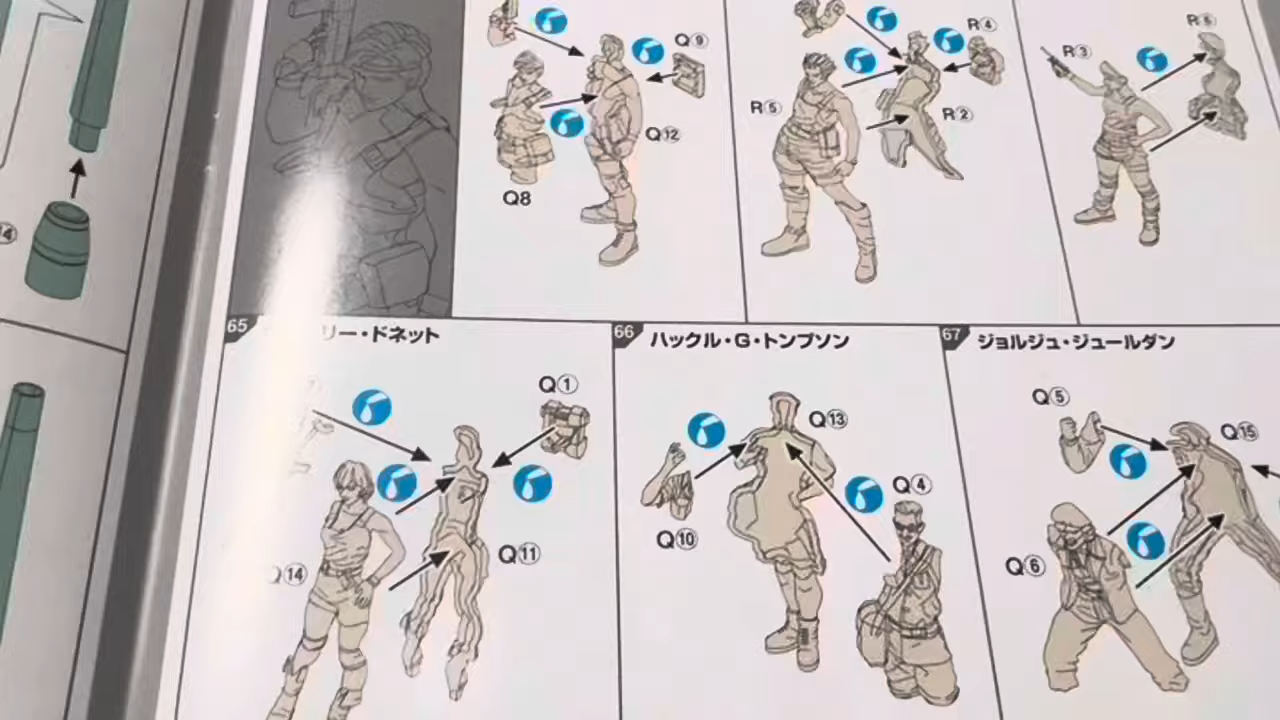 R⑥
R④
Q⑨
R③
R⑤
R②
Q⑫
Q8
65
リー・ドネット
66 ハックル・G・トンプソン
67 ジョルジュ・ジュールダン
Q①
Q⑤
Q⑬
Q⑮
Q④
Q⑩
Q⑪
Q⑥
⑭